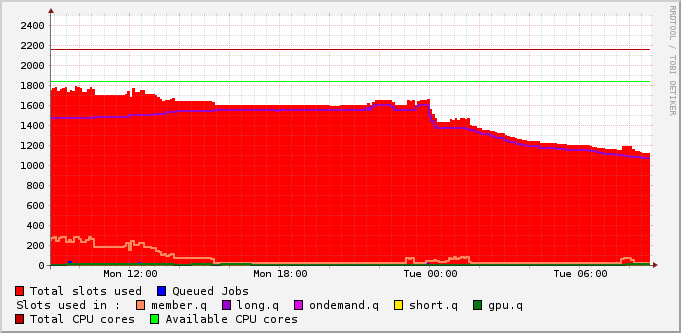 2400
2200
2000
1800
1600
1400
1200
1000
800
600
400
200
0
Mon 12:00 Mon 18:00 Tue 00:00 Tue 06:00
RRDTOOL / TOBI OETIKER
Total slots used Queued Jobs
Slots used in : member.q long.q ondemand.q short.q gpu.q
Total CPU cores Available CPU cores